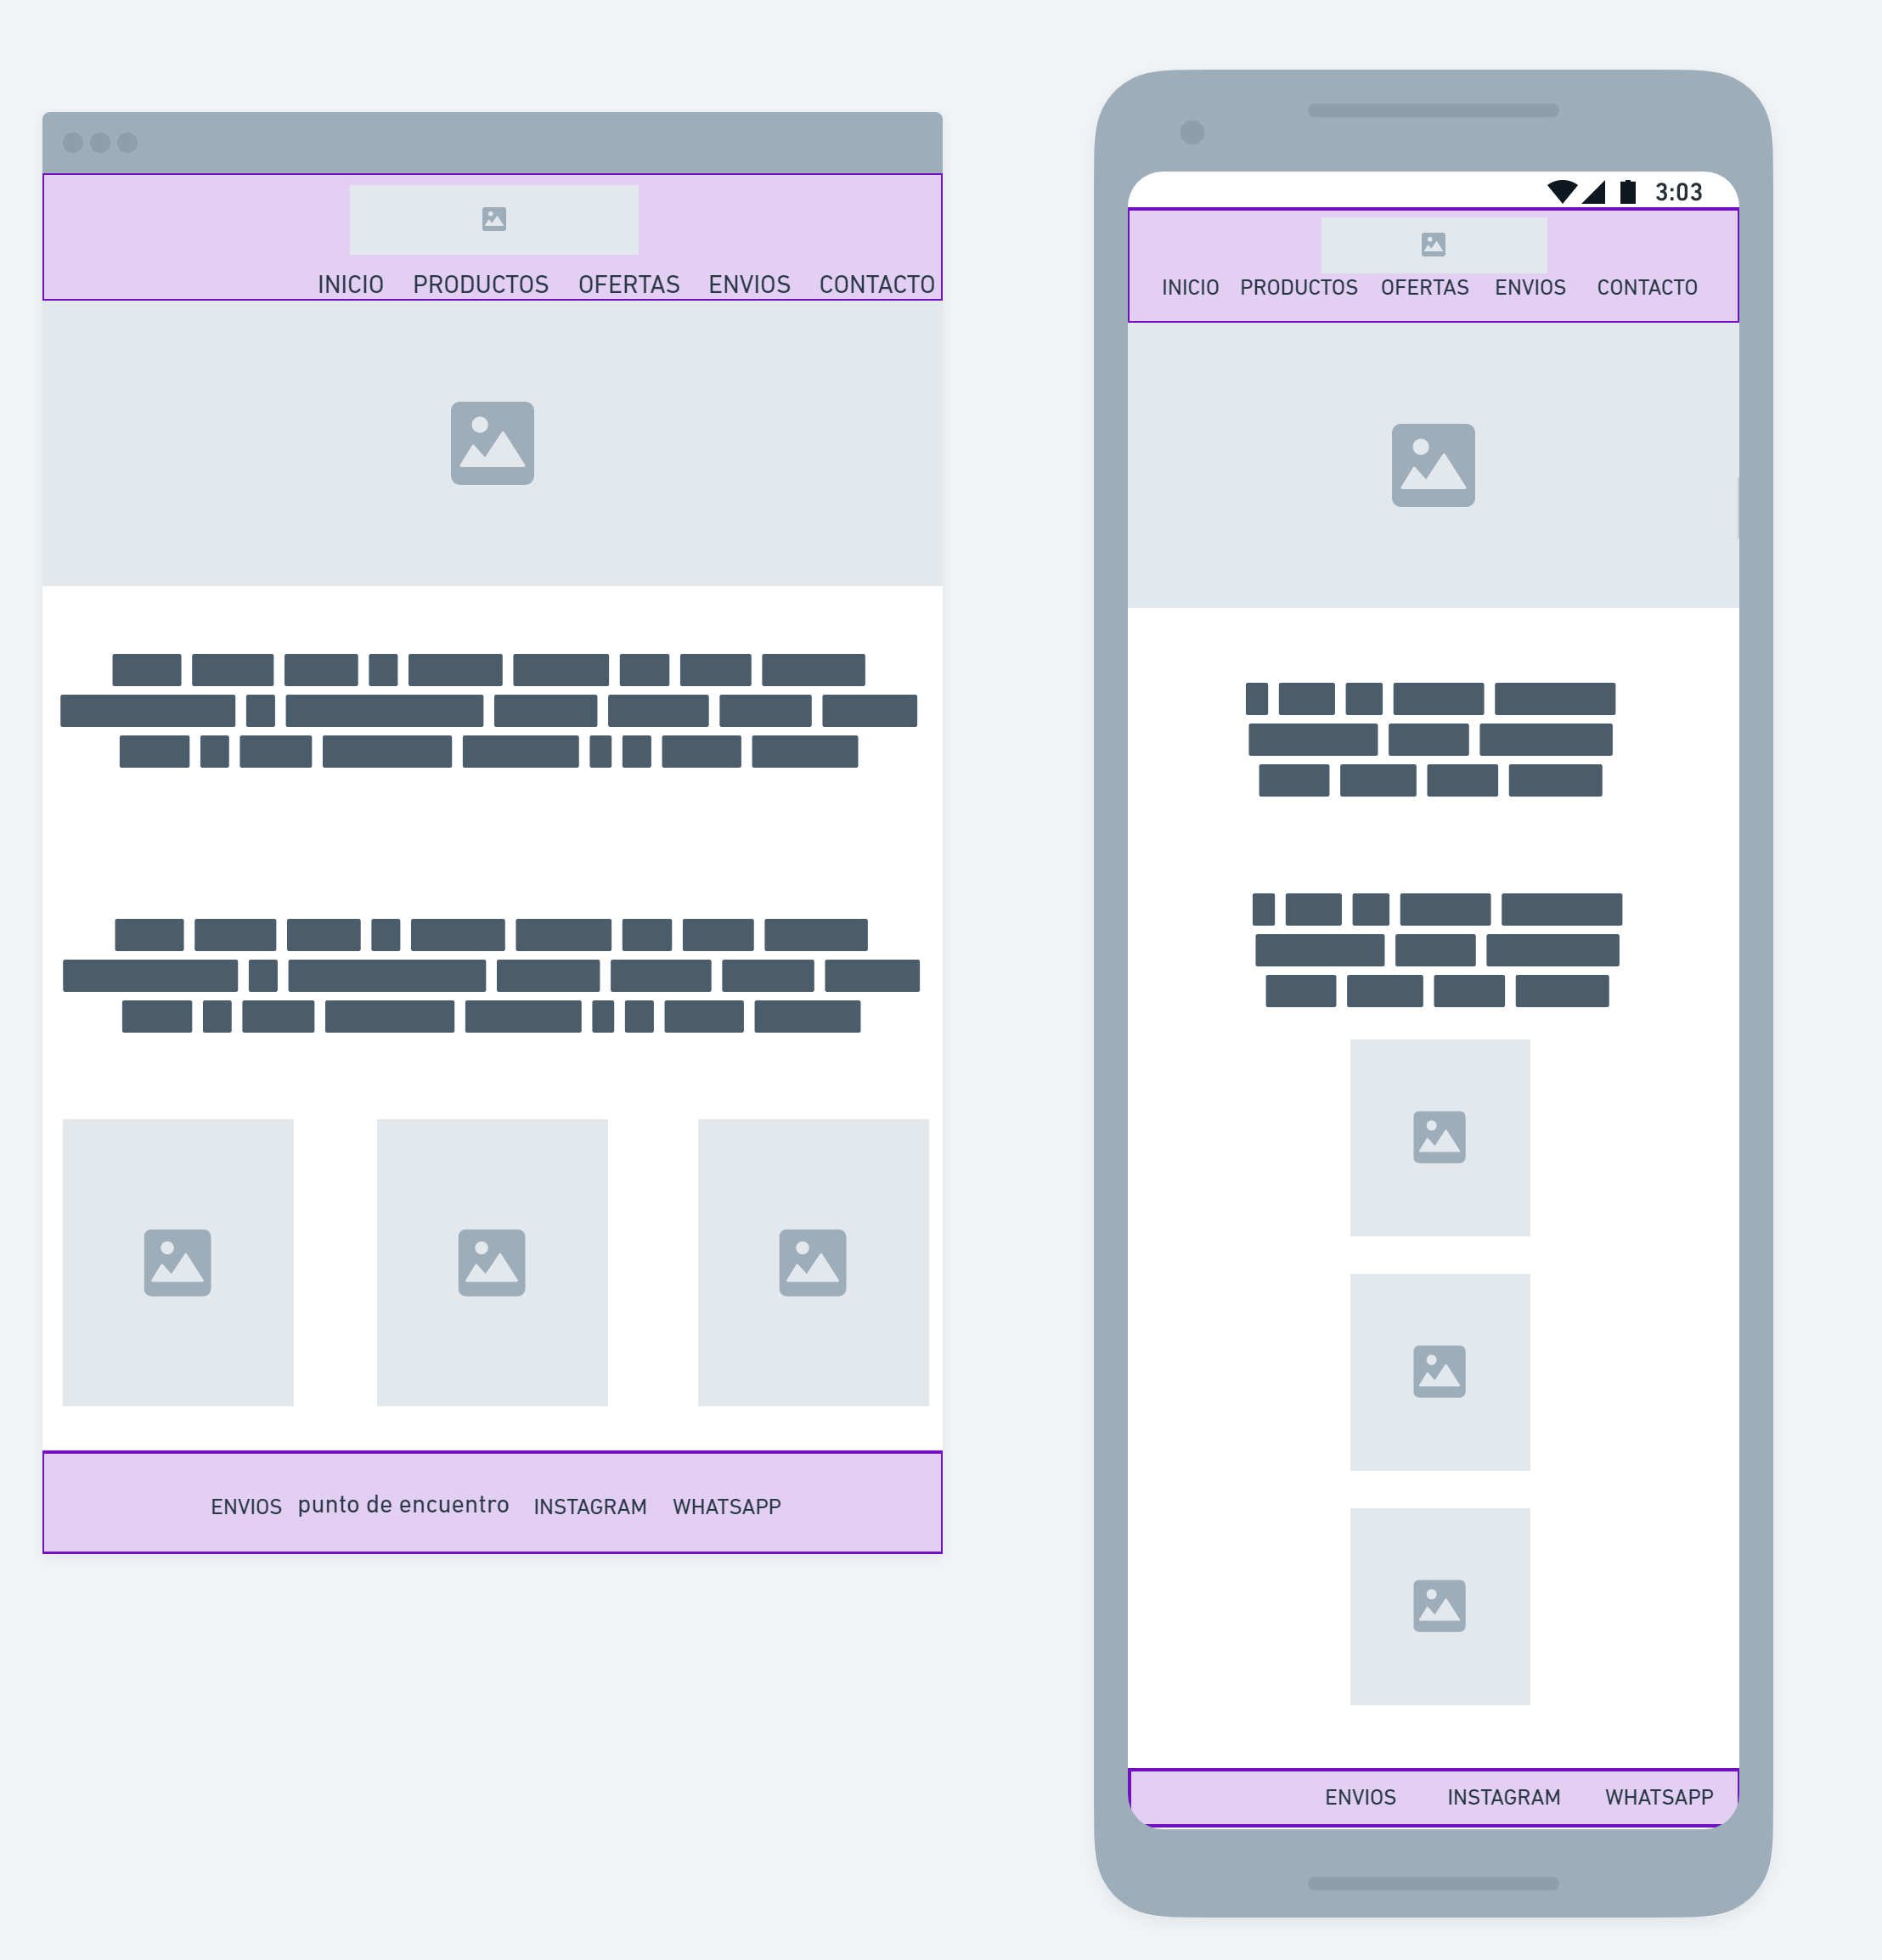 INICIO PRODUCTOS OFERTAS ENVIOS CONTACTO
ENVIOS punto de encuentro INSTAGRAM WHATSAPP
3:03
INICIO PRODUCTOS OFERTAS ENVIOS CONTACTO
ENVIOS INSTAGRAM WHATSAPP